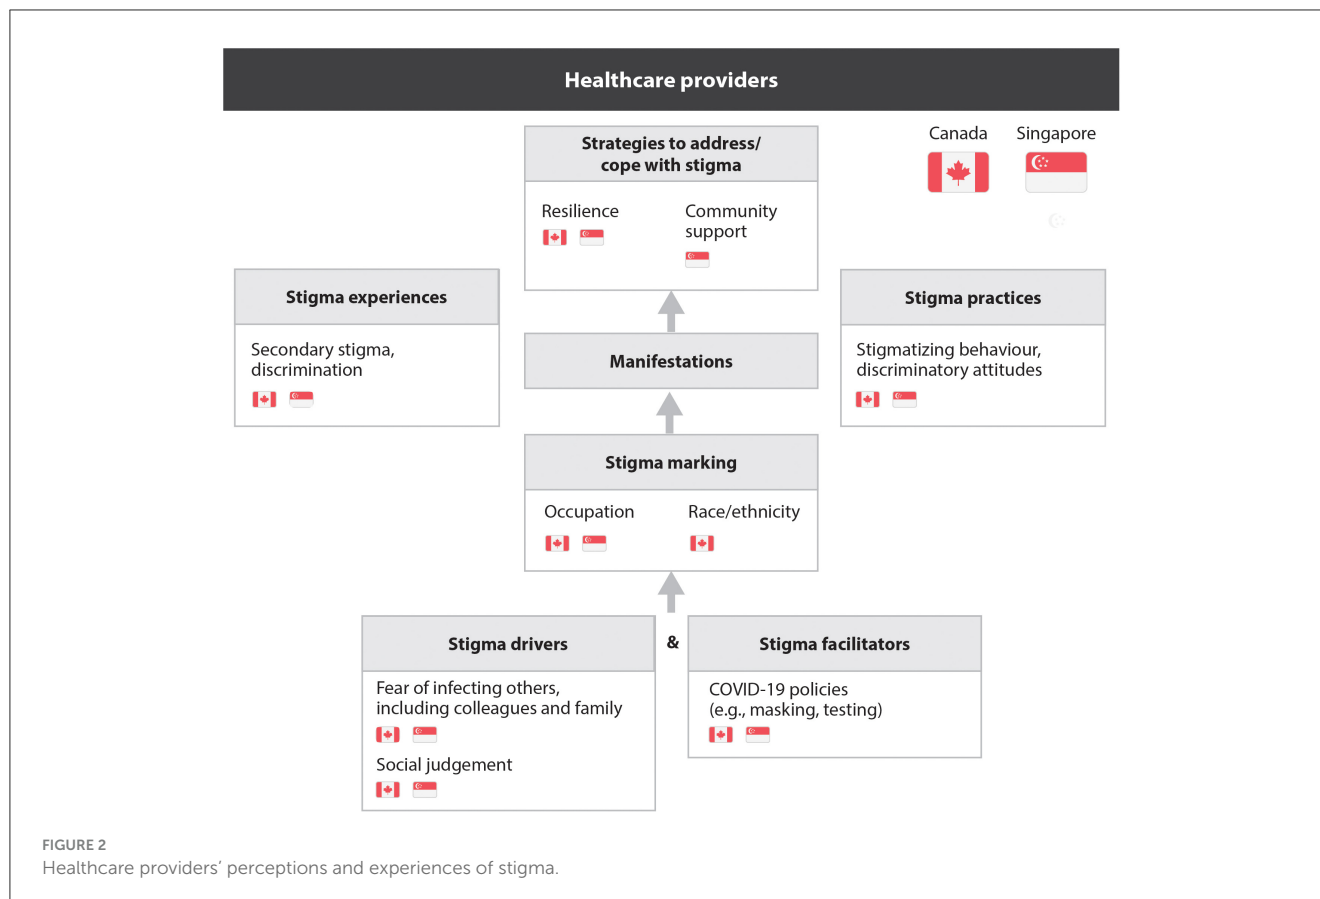 Healthcare providers
Canada
Singapore
Strategies to address/
cope with stigma
Resilience
Community
support
Stigma experiences
Secondary stigma,
discrimination
Manifestations
Stigma practices
Stigmatizing behaviour,
discriminatory attitudes
Stigma marking
Occupation
Race/ethnicity
Stigma drivers
Fear of infecting others,
including colleagues and family
Social judgement
&
Stigma facilitators
COVID-19 policies
(e.g., masking, testing)
FIGURE 2
Healthcare providers’ perceptions and experiences of stigma.